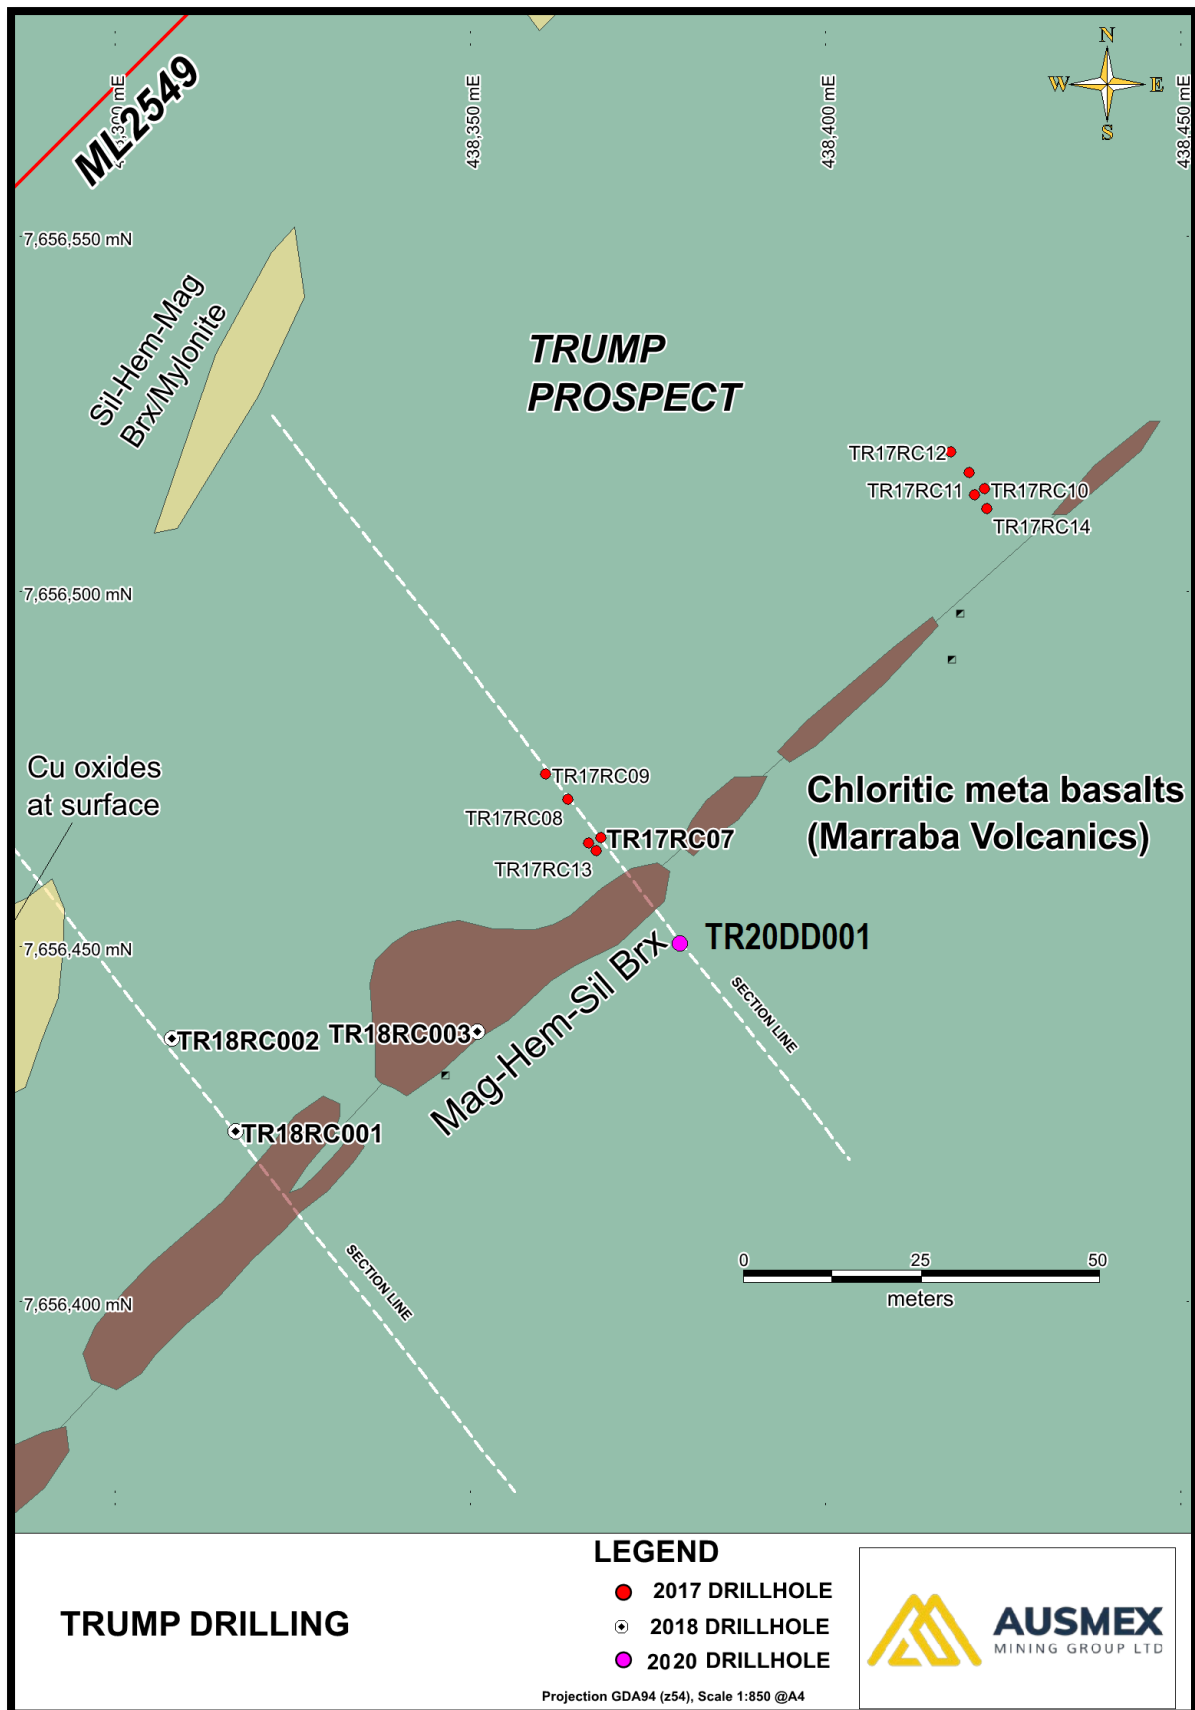 N
W E
S
ML2549
438,350 mE
438,400 mE
7,656,550 mN
Sil-Hem-Mag
Brx/Mylonite
TRUMP
PROSPECT
TR17RC12
TR17RC11
TR17RC10
TR17RC14
7,656,500 mN
TR17RC09
TR17RC08
TR17RC07
TR17RC13
Cu oxides
at surface
Chloritic meta basalts
(Marraba Volcanics)
TR20DD001
7,656,450 mN
Mag-Hem-Sil Brx
SECTION LINE
TR18RC002
TR18RC003
TR18RC001
SECTION LINE
0 25 50
meters
7,656,400 mN
TRUMP DRILLING
LEGEND
2017 DRILLHOLE
2018 DRILLHOLE
2020 DRILLHOLE
Projection GDA94 (z54), Scale 1:850 @A4
AUSMEX
MINING GROUP LTD